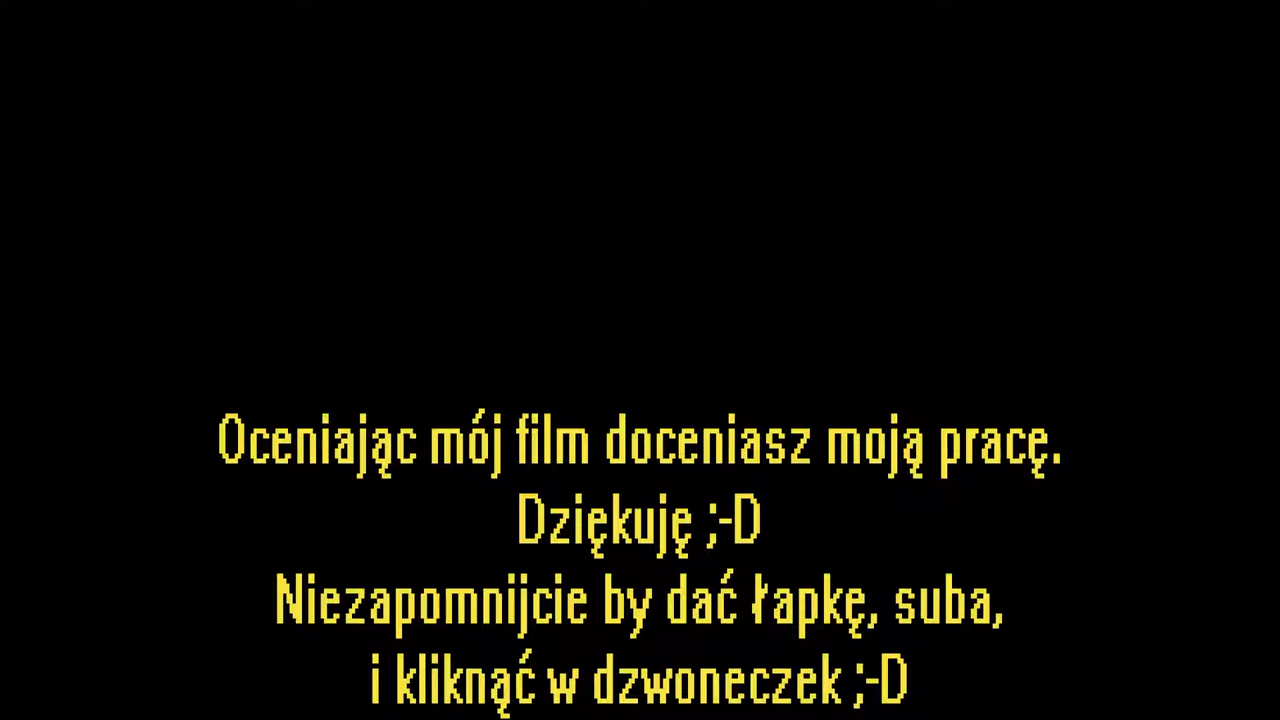 Oceniając mój film doceniasz moją pracę.
Dziękuję ;-D
Niezapomnijcie by dać łapkę, suba,
i kliknąć w dzwoneczek ;-D